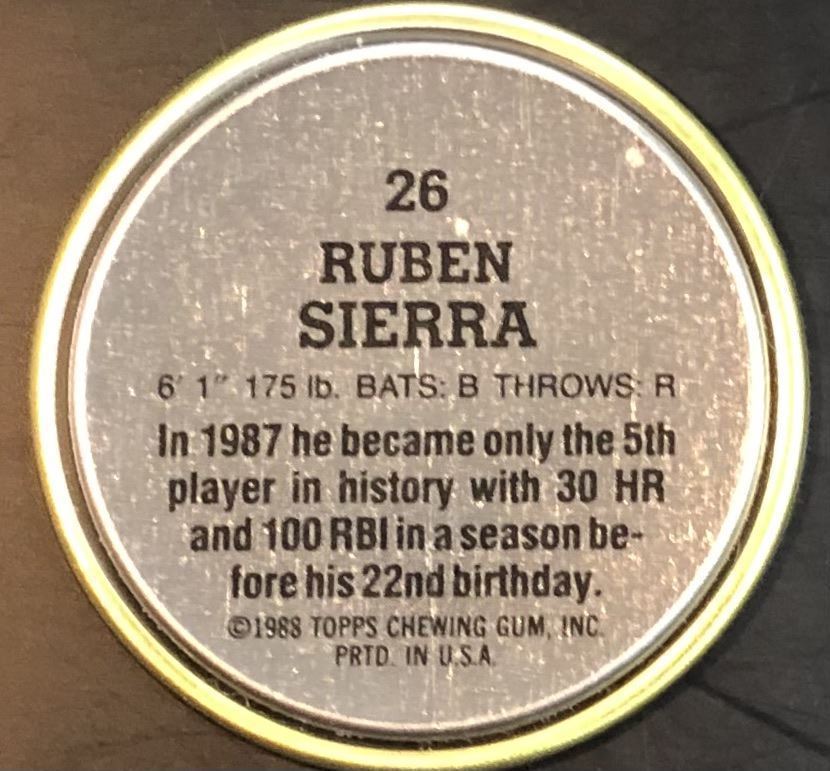 26
RUBEN
SIERRA
6' 1" 175 lb. BATS: B THROWS: R
In 1987 he became only the 5th
player in history with 30 HR
and 100 RBI in a season be-
fore his 22nd birthday.
©1988 TOPPS CHEWING GUM, INC.
PRTD. IN U.S.A.